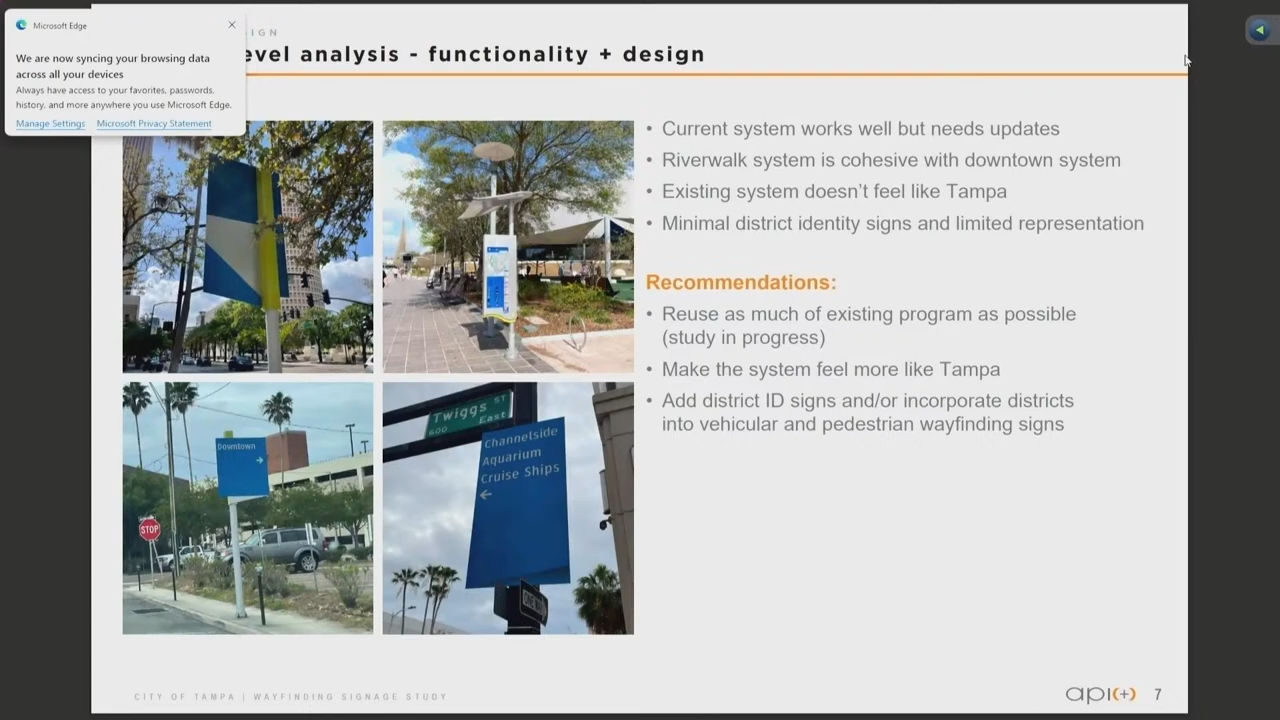 Microsoft Edge
We are now syncing your browsing data
across all your devices
Always have access to your favorites, passwords,
history, and more anywhere you use Microsoft Edge.
Manage Settings Microsoft Privacy Statement
IGN
evel analysis - functionality + design
• Current system works well but needs updates
• Riverwalk system is cohesive with downtown system
• Existing system doesn't feel like Tampa
• Minimal district identity signs and limited representation
Recommendations:
• Reuse as much of existing program as possible
(study in progress)
• Make the system feel more like Tampa
• Add district ID signs and/or incorporate districts
into vehicular and pedestrian wayfinding signs
Downtown
→
STOP
Twiggs ST
600 East
Channelside
Aquarium
Cruise Ships
←
ONE WAY
CITY OF TAMPA | WAYFINDING SIGNAGE STUDY
api(+) 7